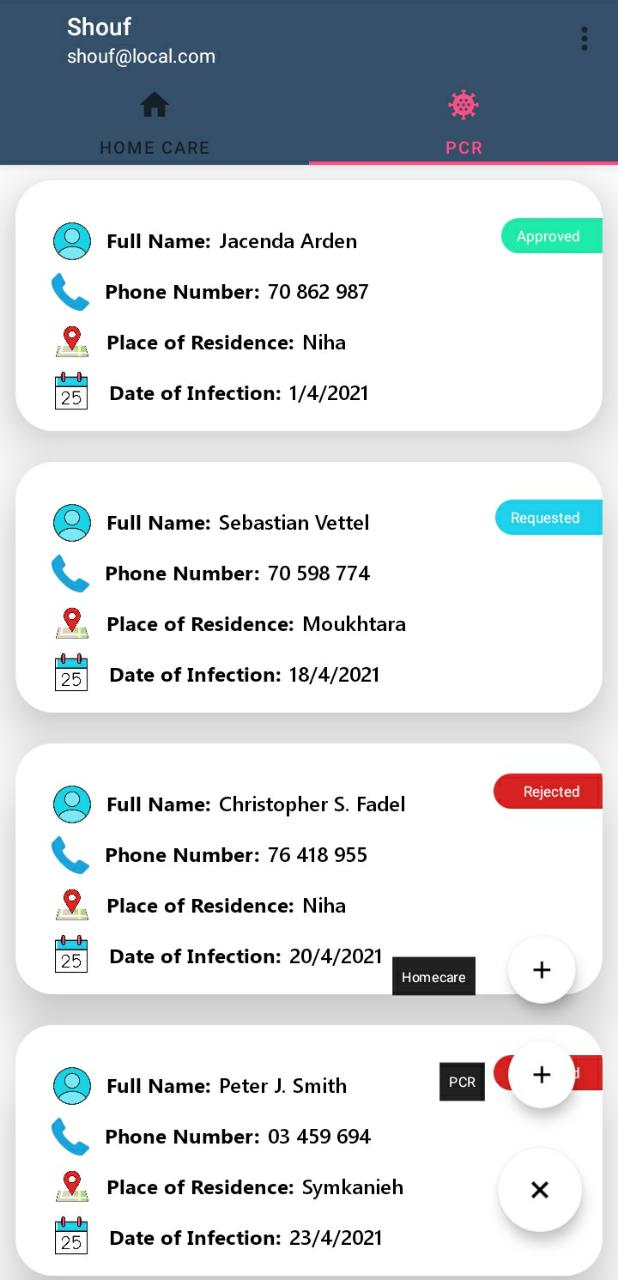 Shouf
shouf@local.com
HOME CARE
PCR
Full Name: Jacenda Arden
Approved
Phone Number: 70 862 987
Place of Residence: Niha
25
Date of Infection: 1/4/2021
Full Name: Sebastian Vettel
Requested
Phone Number: 70 598 774
Place of Residence: Moukhtara
25
Date of Infection: 18/4/2021
Full Name: Christopher S. Fadel
Rejected
Phone Number: 76 418 955
Place of Residence: Niha
25
Date of Infection: 20/4/2021
Homecare
Full Name: Peter J. Smith
PCR
Phone Number: 03 459 694
Place of Residence: Symkanieh
25
Date of Infection: 23/4/2021